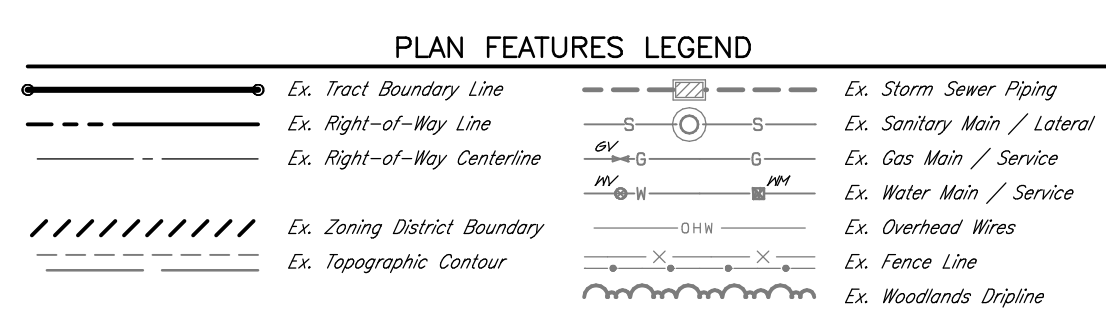 PLAN FEATURES LEGEND
Ex. Tract Boundary Line
Ex. Right-of-Way Line
Ex. Right-of-Way Centerline
Ex. Zoning District Boundary
Ex. Topographic Contour
Ex. Storm Sewer Piping
S S Ex. Sanitary Main / Lateral
GV G G Ex. Gas Main / Service
WV W WM Ex. Water Main / Service
OHW Ex. Overhead Wires
Ex. Fence Line
Ex. Woodlands Dripline